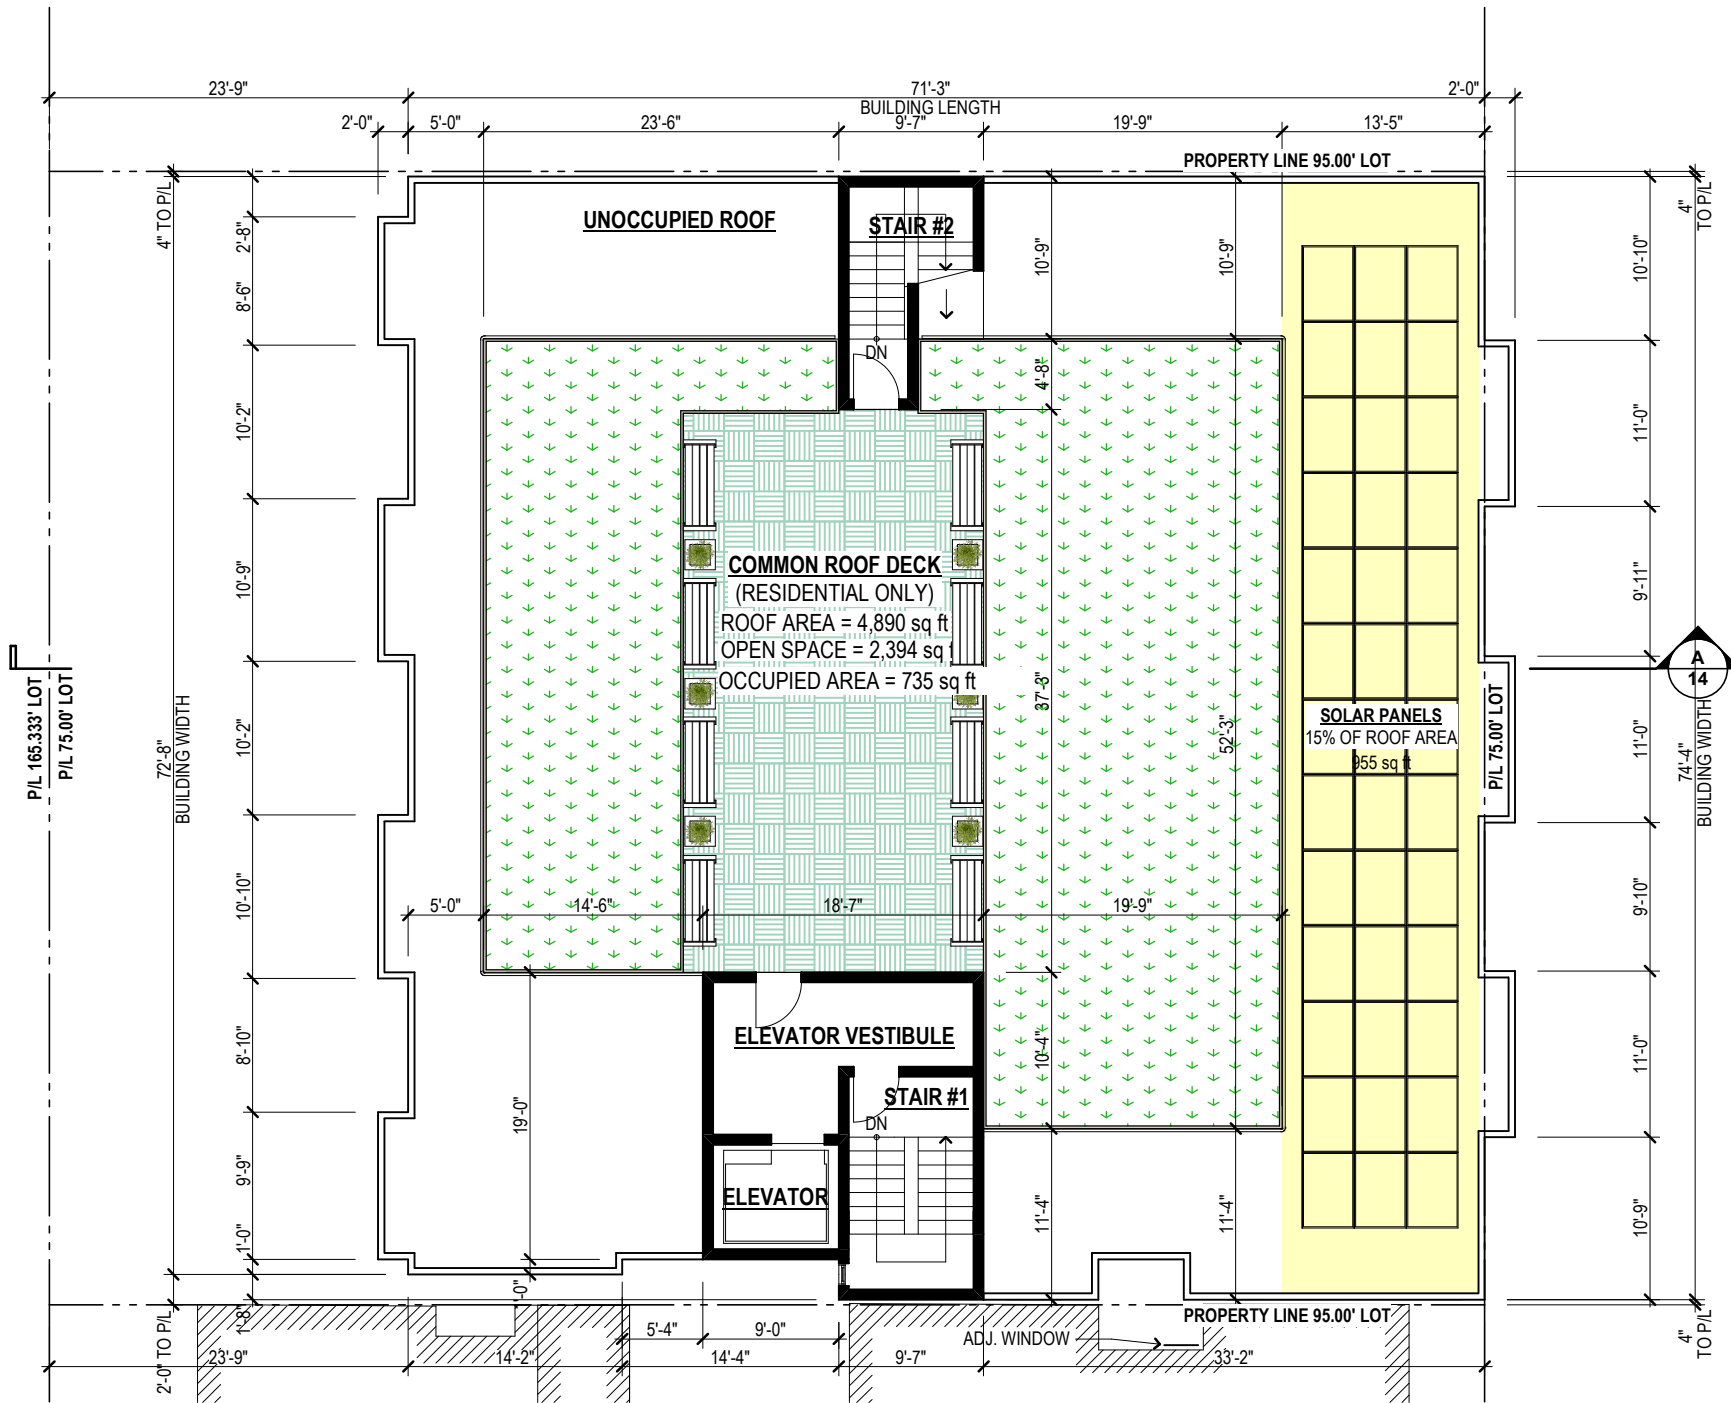 23'-9"
71'-3"
2'-0"
BUILDING LENGTH
2'-0"
5'-0"
23'-6"
9'-7"
19'-9"
13'-5"
PROPERTY LINE 95.00' LOT
4" TO P/L
4"
TO P/L
UNOCCUPIED ROOF
STAIR #2
2'-8"
8'-6"
10'-9"
10'-9"
10'-10"
DN
4'-8"
10'-2"
11'-0"
COMMON ROOF DECK
(RESIDENTIAL ONLY)
ROOF AREA = 4,890 sq ft
OPEN SPACE = 2,394 sq
OCCUPIED AREA = 735 sq ft
10'-9"
9'-11"
A
14
P/L 165.333' LOT
P/L 75.00' LOT
37'-3"
52'-3"
SOLAR PANELS
15% OF ROOF AREA
955 sq ft
P/L 75.00' LOT
72'-8"
BUILDING WIDTH
10'-2"
11'-0"
74'-4"
BUILDING WIDTH
10'-10"
5'-0"
14'-6"
18'-7"
19'-9"
9'-10"
8'-10"
ELEVATOR VESTIBULE
10'-4"
11'-0"
STAIR #1
DN
19'-0"
9'-9"
ELEVATOR
11'-4"
11'-4"
10'-9"
1'-0"
-0"
1'-8"
2'-0" TO P/L
PROPERTY LINE 95.00' LOT
4"
TO P/L
5'-4"
9'-0"
ADJ. WINDOW
23'-9"
14'-2"
14'-4"
9'-7"
33'-2"